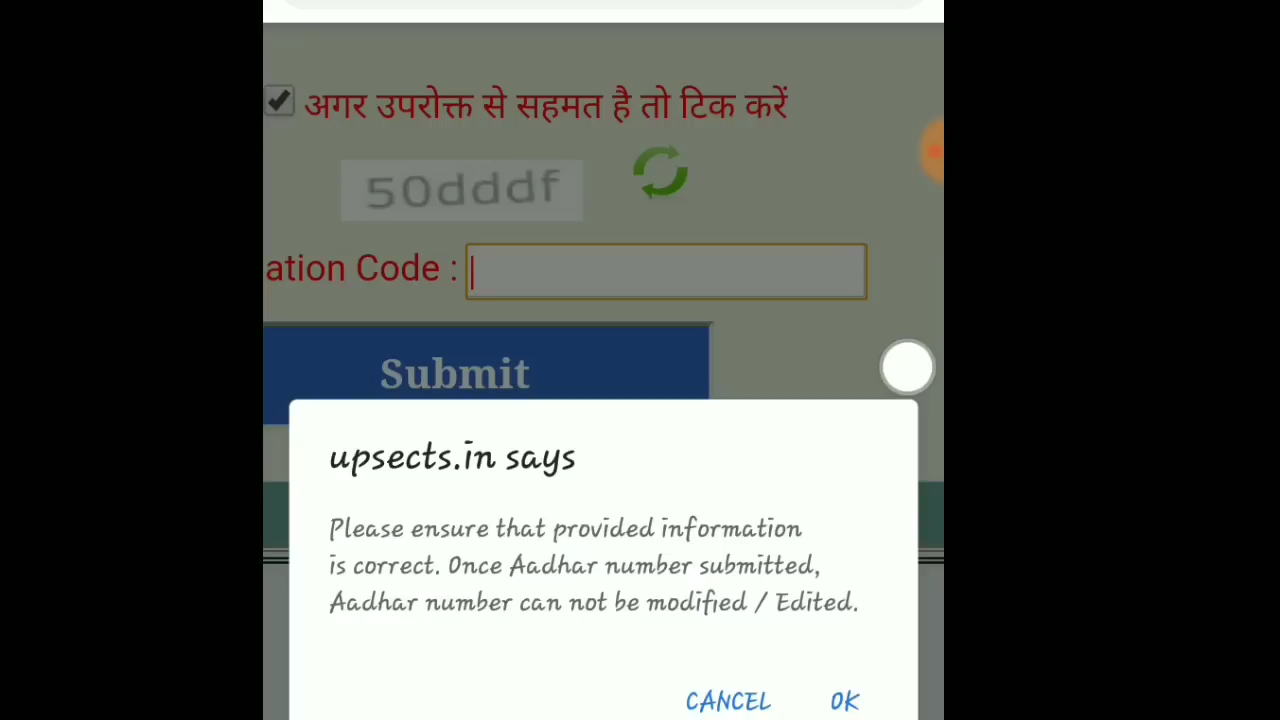 अगर उपरोक्त से सहमत है तो टिक करें
50dddf
ation Code :
Submit
upsects.in says
Please ensure that provided information
is correct. Once Aadhar number submitted,
Aadhar number can not be modified / Edited.
CANCEL OK